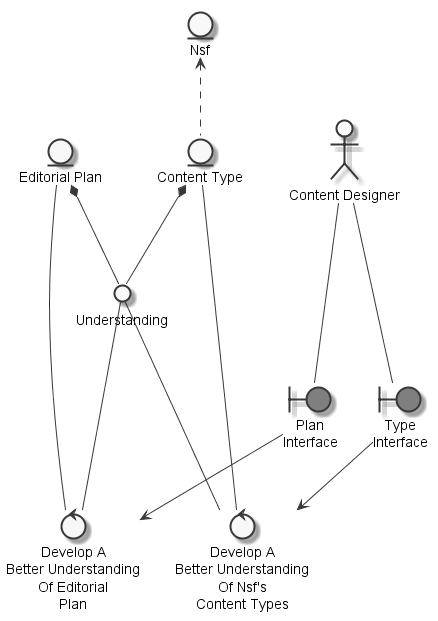 Nsf
Editorial Plan
Content Type
Content Designer
Understanding
Plan
Interface
Type
Interface
Develop A
Better Understanding
Of Editorial
Plan
Develop A
Better Understanding
Of Nsf's
Content Types